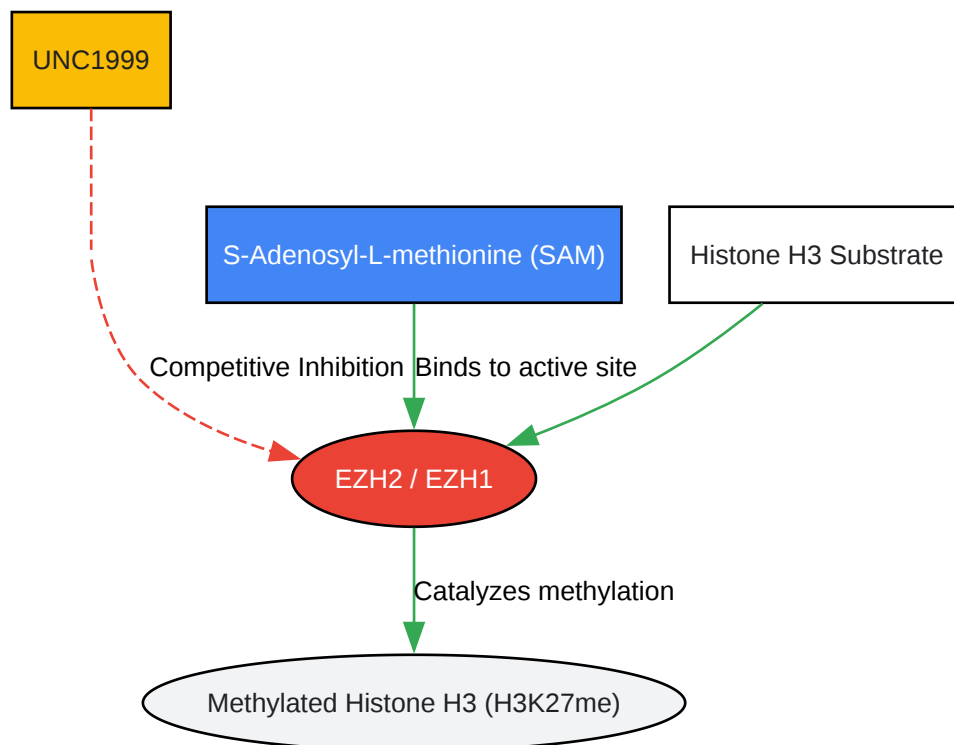 UNC1999
S-Adenosyl-L-methionine (SAM)
Histone H3 Substrate
Competitive Inhibition
Binds to active site
EZH2 / EZH1
Catalyzes methylation
Methylated Histone H3 (H3K27me)